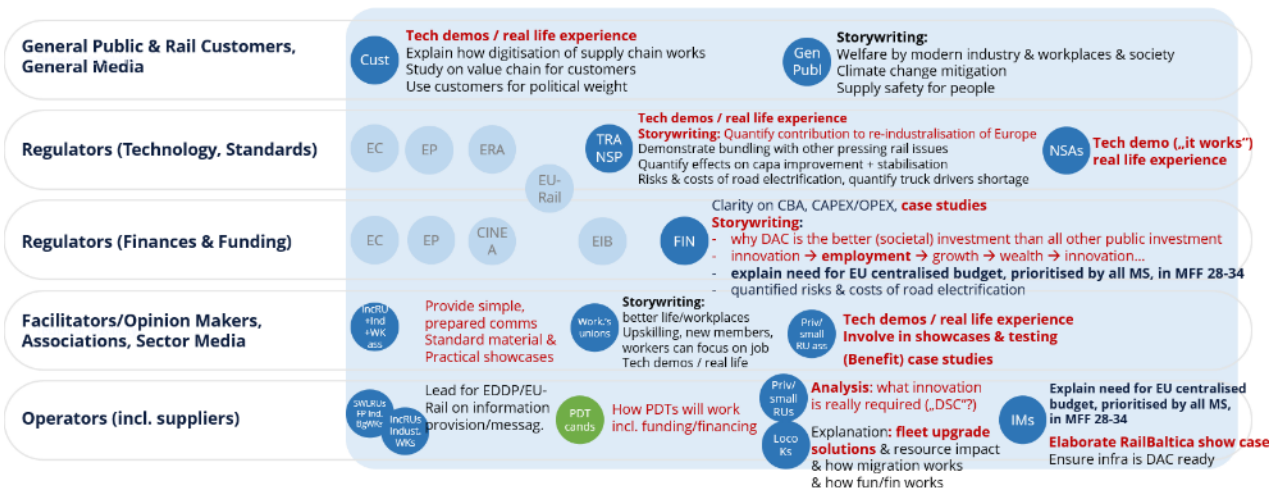 General Public & Rail Customers,
General Media
Cust
Tech demos / real life experience
Explain how digitisation of supply chain works
Study on value chain for customers
Use customers for political weight
Gen
Publ
Storywriting:
Welfare by modern industry & workplaces & society
Climate change mitigation
Supply safety for people
Regulators (Technology, Standards)
EC
EP
ERA
EU-
Rail
TRA
NSP
Tech demos / real life experience
Storywriting: Quantify contribution to re-industralisation of Europe
Demonstrate bundling with other pressing rail issues
Quantify effects on capa improvement + stabilisation
Risks & costs of road electrification, quantify truck drivers shortage
NSAs
Tech demo („it works")
real life experience
Regulators (Finances & Funding)
EC
EP
CINE
A
EIB
FIN
Clarity on CBA, CAPEX/OPEX, case studies
Storywriting:
- why DAC is the better (societal) investment than all other public investment
- innovation → employment → growth → wealth → innovation...
- explain need for EU centralised budget, prioritised by all MS, in MFF 28-34
- quantified risks & costs of road electrification
Facilitators/Opinion Makers,
Associations, Sector Media
IncRU
+Ind
+WK
ass
Provide simple,
prepared comms
Standard material &
Practical showcases
Work.'s
unions
Storywriting:
better life/workplaces
Upskilling, new members,
workers can focus on job
Tech demos / real life
Priv/
small
RU ass
Tech demos / real life experience
Involve in showcases & testing
(Benefit) case studies
Operators (incl. suppliers)
SWLRUs
FP Ind.
BgWKs
IncRUs
Indust.
WKs
Lead for EDDP/EU-
Rail on information
provision/messag.
PDT
cands
How PDTs will work
incl. funding/financing
Priv/
small
RUs
Analysis: what innovation
is really required („DSC"?)
Loco
Ks
Explanation: fleet upgrade
solutions & resource impact
& how migration works
& how fun/fin works
IMs
Explain need for EU centralised
budget, prioritised by all MS,
in MFF 28-34
Elaborate RailBaltica show case
Ensure infra is DAC ready